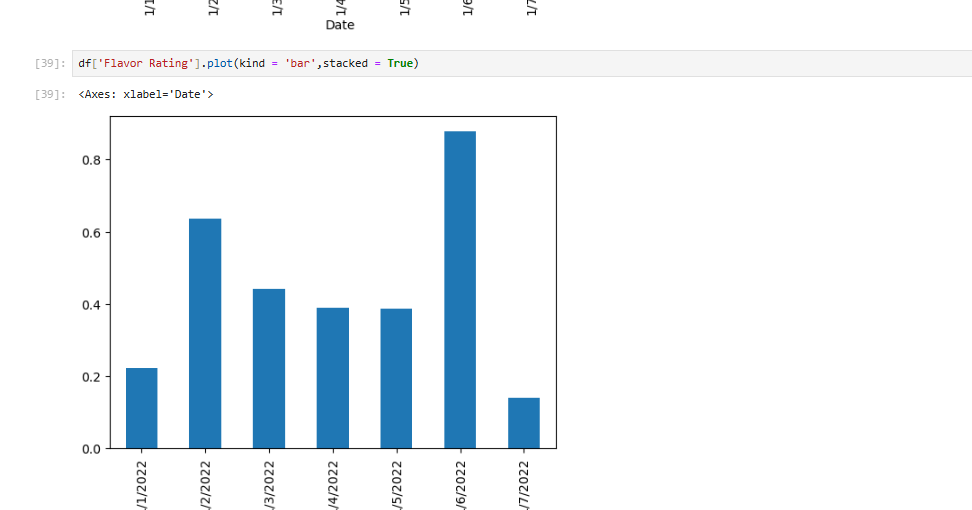 1/1 1/2 1/3 1/4 1/5 1/6 1/7
Date
[39]: df['Flavor Rating'].plot(kind = 'bar',stacked = True)
[39]: <Axes: xlabel='Date'>
0.8
0.6
0.4
0.2
0.0
/1/2022 /2/2022 /3/2022 /4/2022 /5/2022 /6/2022 /7/2022